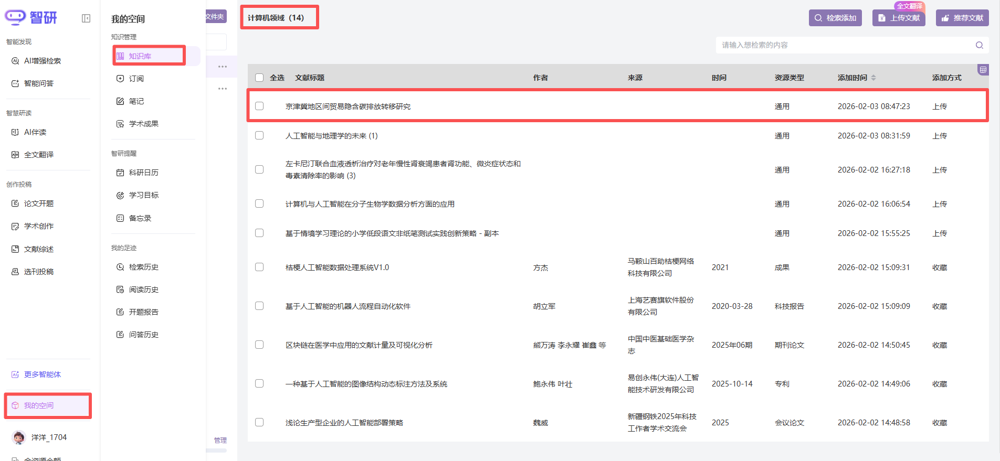 智研
智能发现
AI增强检索
智能问答
智慧研读
AI伴读
全文翻译
创作投稿
论文开题
学术创作
文献综述
选刊投稿
更多智能体
我的空间
洋洋_1704
我的空间
知识管理
知识库
订阅
笔记
学术成果
智研提醒
科研日历
学习目标
备忘录
我的足迹
检索历史
阅读历史
开题报告
问答历史
文件夹
管理
计算机领域（14）
检索添加
全文翻译
上传文献
推荐文献
请输入想检索的内容
全选 文献标题 作者 来源 时间 资源类型 添加时间 添加方式
京津冀地区间贸易隐含碳排放转移研究 通用 2026-02-03 08:47:23 上传
人工智能与地理学的未来 (1) 通用 2026-02-03 08:31:59 上传
左卡尼汀联合血液透析治疗对老年慢性肾衰竭患者肾功能、微炎症状态和
毒素清除率的影响 (3) 通用 2026-02-02 16:27:18 上传
计算机与人工智能在分子生物学数据分析方面的应用 通用 2026-02-02 16:06:54 上传
基于情境学习理论的小学低段语文非纸笔测试实践创新策略 - 副本 通用 2026-02-02 15:55:25 上传
桔梗人工智能数据处理系统V1.0 方杰 马鞍山百助桔梗网络
科技有限公司 2021 成果 2026-02-02 15:09:31 收藏
基于人工智能的机器人流程自动化软件 胡立军 上海艺赛旗软件股份
有限公司 2020-03-28 科技报告 2026-02-02 15:09:09 收藏
区块链在医学中应用的文献计量及可视化分析 熊万涛 李永耀 崔鑫 等 中国中医基础医学杂
志 2025年06期 期刊论文 2026-02-02 14:50:45 收藏
一种基于人工智能的图像结构动态标注方法及系统 鲍永伟 叶壮 易创永伟(大连)人工智
能技术研发有限公司 2025-10-14 专利 2026-02-02 14:49:06 收藏
浅论生产型企业的人工智能部署策略 魏威 新疆钢铁2025年科技
工作者学术交流会 2025 会议论文 2026-02-02 14:48:58 收藏